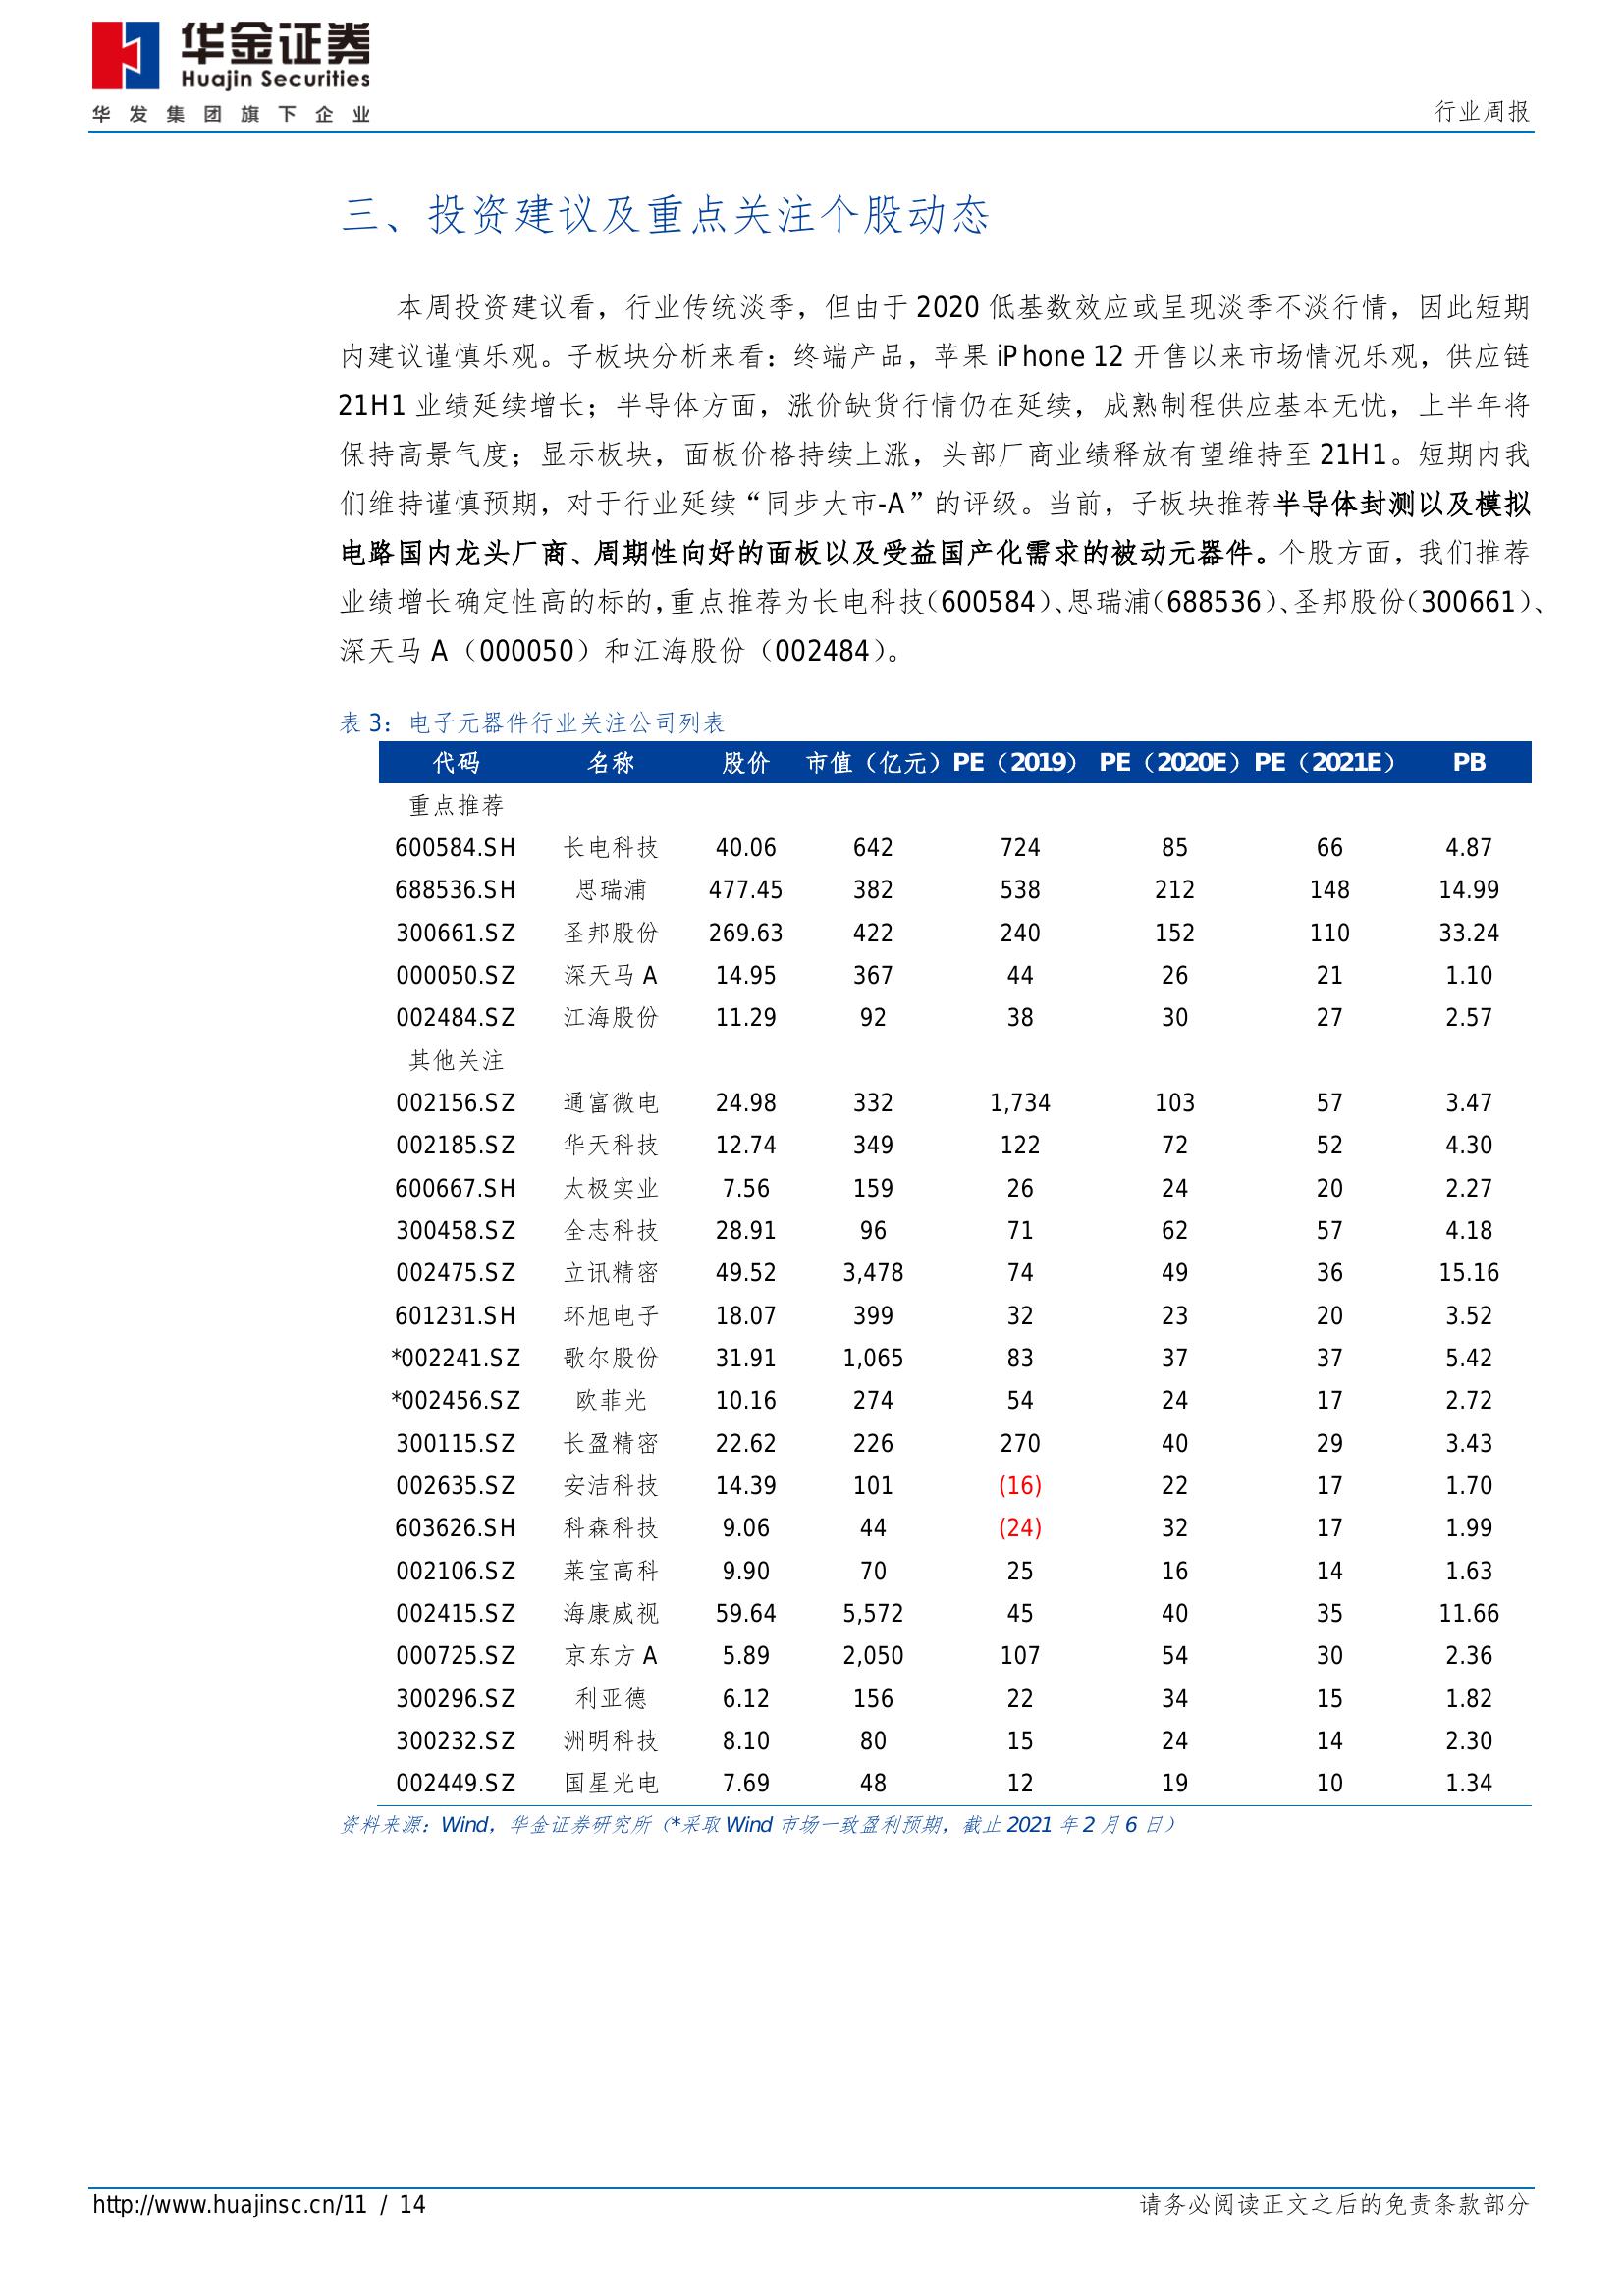 华金证券
Huajin Securities
华发集团旗下企业
行业周报
三、投资建议及重点关注个股动态
本周投资建议看，行业传统淡季，但由于 2020 低基数效应或呈现淡季不淡行情，因此短期
内建议谨慎乐观。子板块分析来看：终端产品，苹果 iPhone 12 开售以来市场情况乐观，供应链
21H1 业绩延续增长；半导体方面，涨价缺货行情仍在延续，成熟制程供应基本无忧，上半年将
保持高景气度；显示板块，面板价格持续上涨，头部厂商业绩释放有望维持至 21H1。短期内我
们维持谨慎预期，对于行业延续“同步大市-A”的评级。当前，子板块推荐半导体封测以及模拟
电路国内龙头厂商、周期性向好的面板以及受益国产化需求的被动元器件。个股方面，我们推荐
业绩增长确定性高的标的，重点推荐为长电科技（600584）、思瑞浦（688536）、圣邦股份（300661）、
深天马 A（000050）和江海股份（002484）。
表 3：电子元器件行业关注公司列表
代码 名称 股价 市值（亿元） PE（2019） PE（2020E） PE（2021E） PB
重点推荐
600584.SH 长电科技 40.06 642 724 85 66 4.87
688536.SH 思瑞浦 477.45 382 538 212 148 14.99
300661.SZ 圣邦股份 269.63 422 240 152 110 33.24
000050.SZ 深天马 A 14.95 367 44 26 21 1.10
002484.SZ 江海股份 11.29 92 38 30 27 2.57
其他关注
002156.SZ 通富微电 24.98 332 1,734 103 57 3.47
002185.SZ 华天科技 12.74 349 122 72 52 4.30
600667.SH 太极实业 7.56 159 26 24 20 2.27
300458.SZ 全志科技 28.91 96 71 62 57 4.18
002475.SZ 立讯精密 49.52 3,478 74 49 36 15.16
601231.SH 环旭电子 18.07 399 32 23 20 3.52
*002241.SZ 歌尔股份 31.91 1,065 83 37 37 5.42
*002456.SZ 欧菲光 10.16 274 54 24 17 2.72
300115.SZ 长盈精密 22.62 226 270 40 29 3.43
002635.SZ 安洁科技 14.39 101 (16) 22 17 1.70
603626.SH 科森科技 9.06 44 (24) 32 17 1.99
002106.SZ 莱宝高科 9.90 70 25 16 14 1.63
002415.SZ 海康威视 59.64 5,572 45 40 35 11.66
000725.SZ 京东方 A 5.89 2,050 107 54 30 2.36
300296.SZ 利亚德 6.12 156 22 34 15 1.82
300232.SZ 洲明科技 8.10 80 15 24 14 2.30
002449.SZ 国星光电 7.69 48 12 19 10 1.34
资料来源：Wind，华金证券研究所（*采取 Wind 市场一致盈利预期，截止 2021 年 2 月 6 日）
http://www.huajinsc.cn/11 / 14
请务必阅读正文之后的免责条款部分